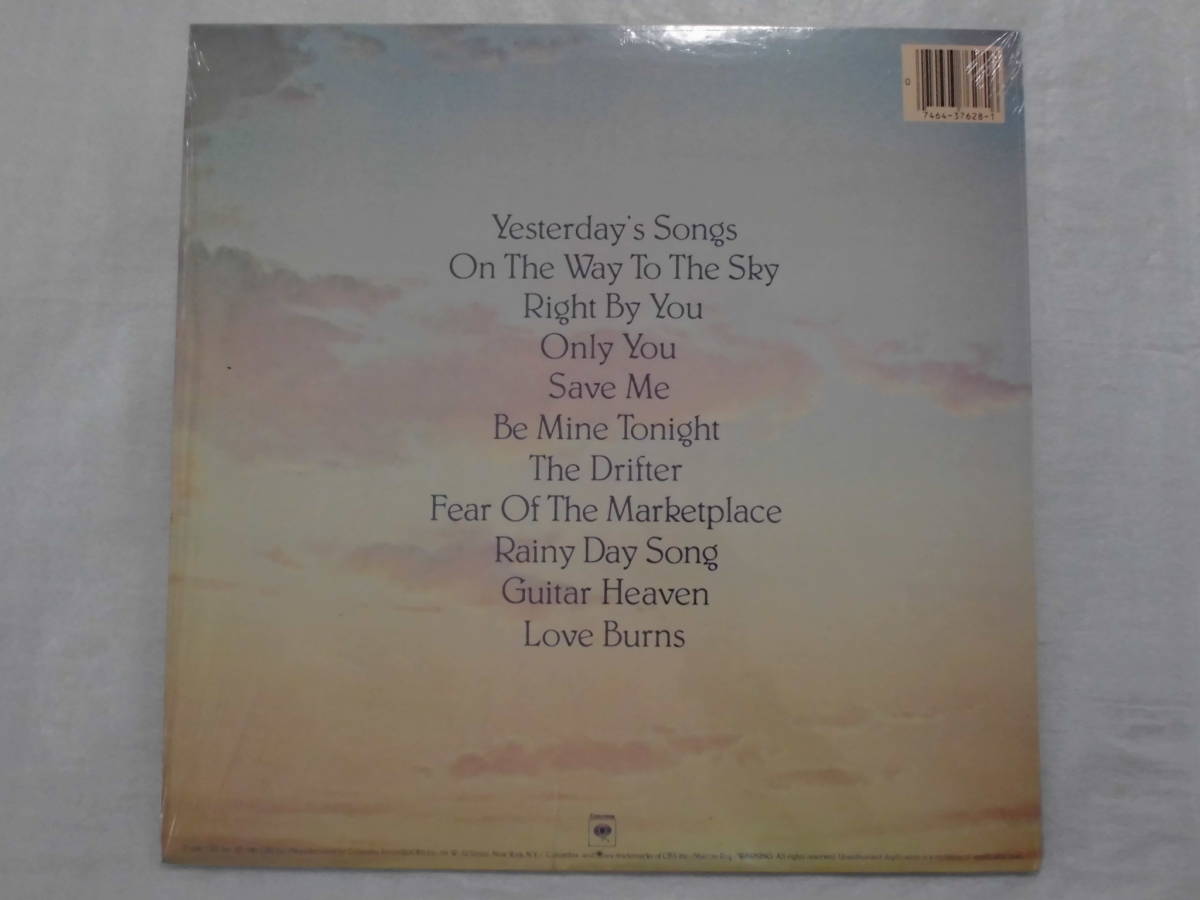 0
7464-37628-1
Yesterday's Songs
On The Way To The Sky
Right By You
Only You
Save Me
Be Mine Tonight
The Drifter
Fear Of The Marketplace
Rainy Day Song
Guitar Heaven
Love Burns